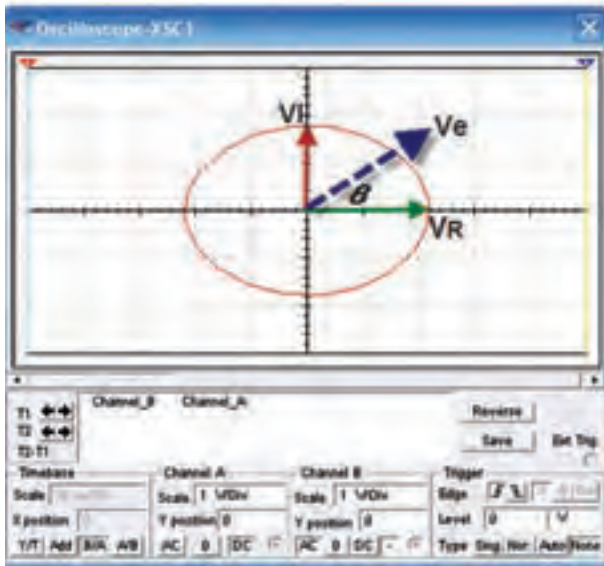 Oscilloscope-XSC1
Vl
Ve
θ
VR
Channel_B Channel_A
T1
T2
T2-T1
Reverse
Save
Ext Trig
Timebase
Scale
X position
Y/T Add B/A A/B
Channel A
Scale 1 V/Div
Y position 0
AC 0 DC
Channel B
Scale 1 V/Div
Y position 0
AC 0 DC -
Trigger
Edge
Level 0 V
Type Sing. Nor. Auto None